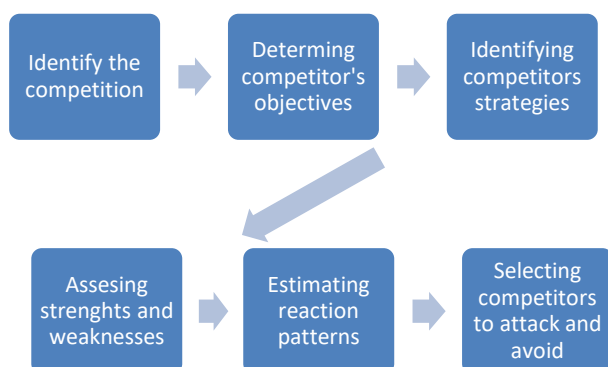 Identify the
competition
Determing
competitor's
objectives
Identifying
competitors
strategies
Assesing
strenghts and
weaknesses
Estimating
reaction
patterns
Selecting
competitors
to attack and
avoid